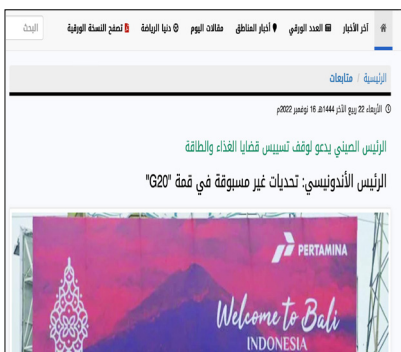 آخر الأخبار العدد الورقي أخبار المناطق مقالات اليوم دنيا الرياضة تصفح النسخة الورقية البحث
الرئيسية / متابعات
الأربعاء 22 ربيع الآخر 1444هـ 16 نوفمبر 2022م
الرئيس الصيني يدعو لوقف تسييس قضايا الغذاء والطاقة
الرئيس الأندونيسي: تحديات غير مسبوقة في قمة "G20"
PERTAMINA
Welcome to Bali
INDONESIA